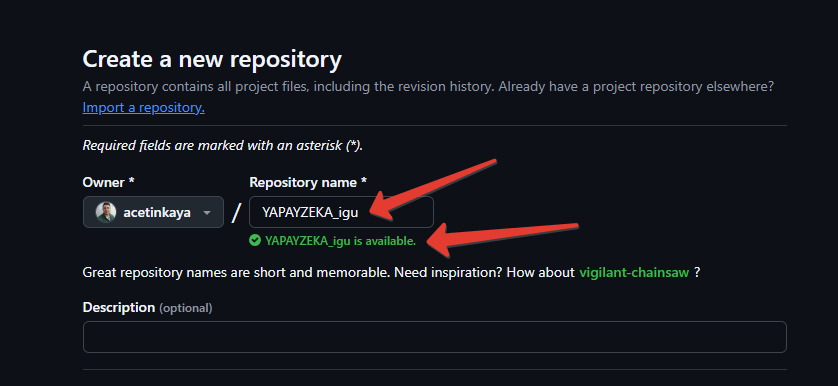 Create a new repository
A repository contains all project files, including the revision history. Already have a project repository elsewhere?
Import a repository.
Required fields are marked with an asterisk (*).
Owner * Repository name *
acetinkaya / YAPAYZEKA_igu
YAPAYZEKA_igu is available.
Great repository names are short and memorable. Need inspiration? How about vigilant-chainsaw ?
Description (optional)